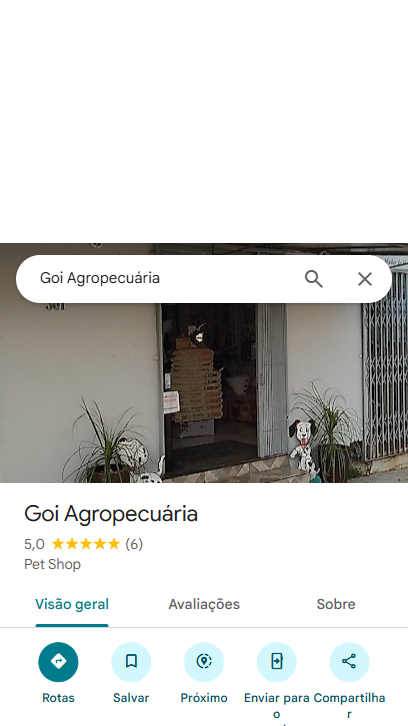 Goi Agropecuária
Goi Agropecuária
5,0 ★★★★★ (6)
Pet Shop
Visão geral Avaliações Sobre
Rotas Salvar Próximo Enviar para o Compartilhar